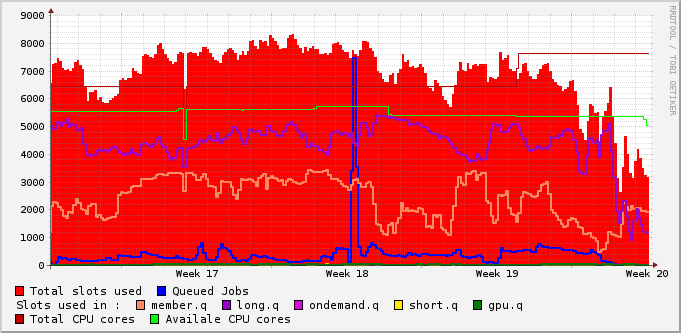 RRDTOOL / TOBI OETIKER
9000
8000
7000
6000
5000
4000
3000
2000
1000
0
Week 17 Week 18 Week 19 Week 20
Total slots used Queued Jobs
Slots used in : member.q long.q ondemand.q short.q gpu.q
Total CPU cores Availale CPU cores